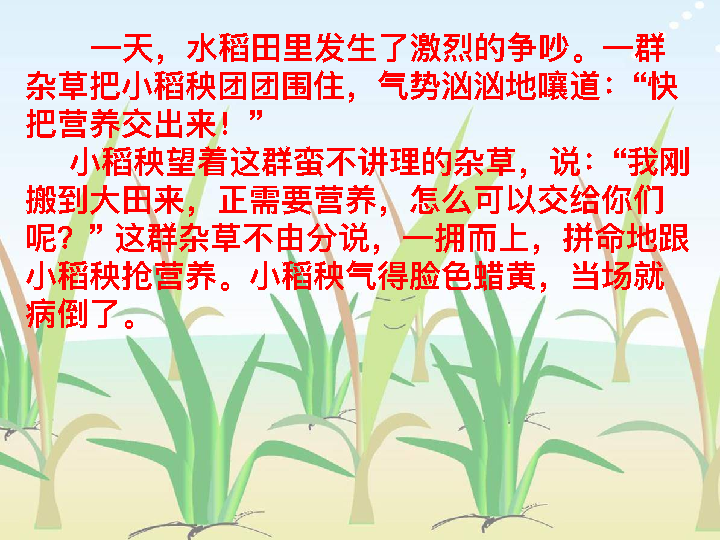 一天，水稻田里发生了激烈的争吵。一群
杂草把小稻秧团团围住，气势汹汹地嚷道：“快
把营养交出来！”
小稻秧望着这群蛮不讲理的杂草，说：“我刚
搬到大田来，正需要营养，怎么可以交给你们
呢？”这群杂草不由分说，一拥而上，拼命地跟
小稻秧抢营养。小稻秧气得脸色蜡黄，当场就
病倒了。